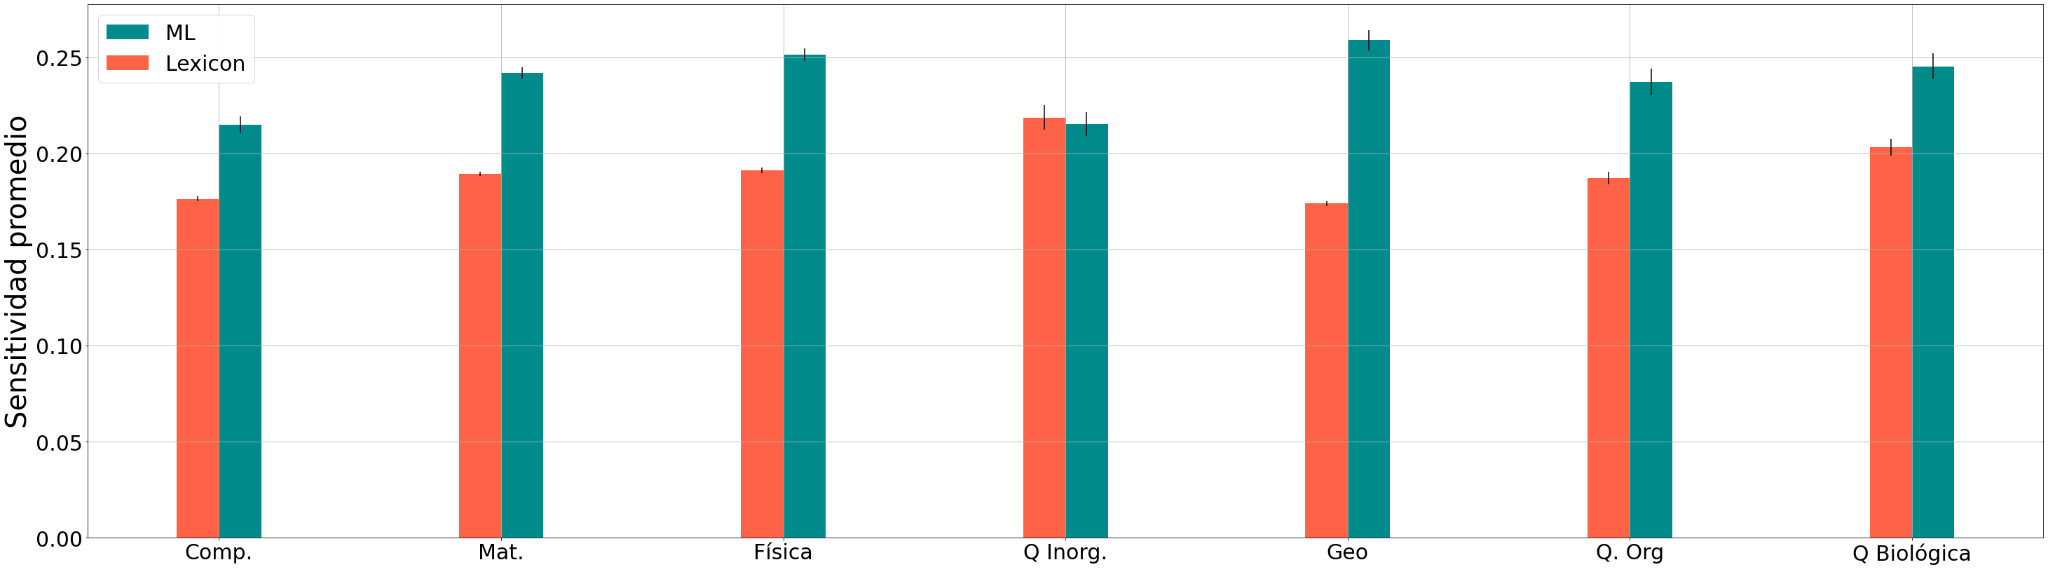 ML
Lexicon
Sensitividad promedio
0.25
0.20
0.15
0.10
0.05
0.00
Comp.
Mat.
Física
Q Inorg.
Geo
Q. Org
Q Biológica